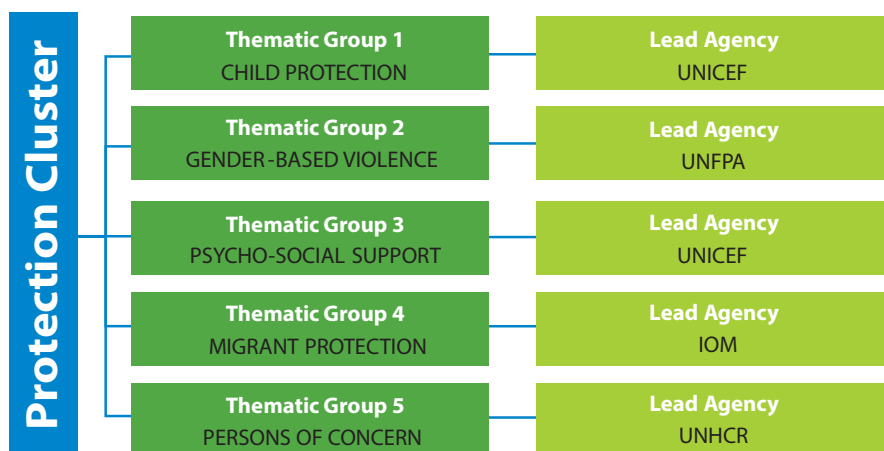 Protection Cluster
Thematic Group 1
CHILD PROTECTION
Lead Agency
UNICEF
Thematic Group 2
GENDER-BASED VIOLENCE
Lead Agency
UNFPA
Thematic Group 3
PSYCHO-SOCIAL SUPPORT
Lead Agency
UNICEF
Thematic Group 4
MIGRANT PROTECTION
Lead Agency
IOM
Thematic Group 5
PERSONS OF CONCERN
Lead Agency
UNHCR